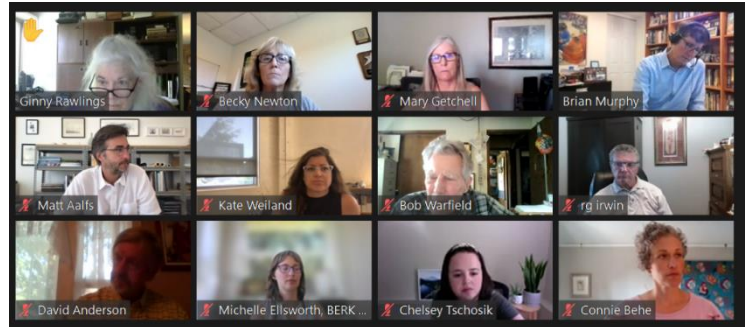 Ginny Rawlings
Becky Newton
Mary Getchell
Brian Murphy
Matt Aalfs
Kate Weiland
Bob Warfield
rg irwin
David Anderson
Michelle Ellsworth, BERK ...
Chelsey Tschosik
Connie Behe